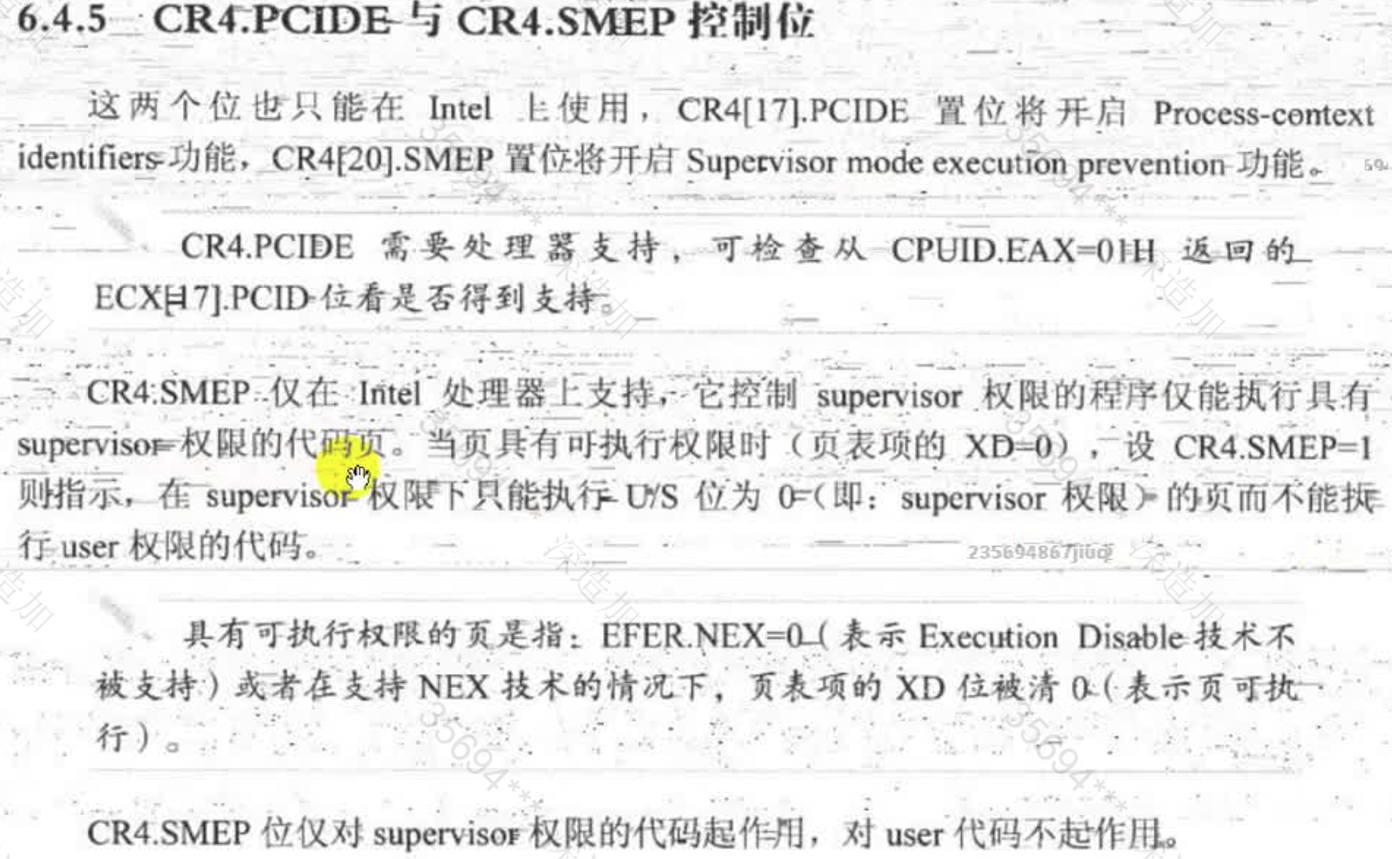 6.4.5 CR4.PCIDE 与 CR4.SMEP 控制位
这两个位也只能在 Intel 上使用，CR4[17].PCIDE 置位将开启 Process-context
identifiers 功能，CR4[20].SMEP 置位将开启 Supervisor mode execution prevention 功能。
CR4.PCIDE 需要处理器支持，可检查从 CPUID.EAX=01H 返回的
ECX[17].PCID 位看是否得到支持。
CR4.SMEP 仅在 Intel 处理器上支持，它控制 supervisor 权限的程序仅能执行具有
supervisor 权限的代码页。当页具有可执行权限时（页表项的 XD=0），设 CR4.SMEP=1
则指示，在 supervisor 权限下只能执行 U/S 位为 0（即：supervisor 权限）的页而不能执
行 user 权限的代码。
235694867jiuq
具有可执行权限的页是指：EFER.NEX=0（表示 Execution Disable 技术不
被支持）或者在支持 NEX 技术的情况下，页表项的 XD 位被清 0（表示页可执
行）。
CR4.SMEP 位仅对 supervisor 权限的代码起作用，对 user 代码不起作用。